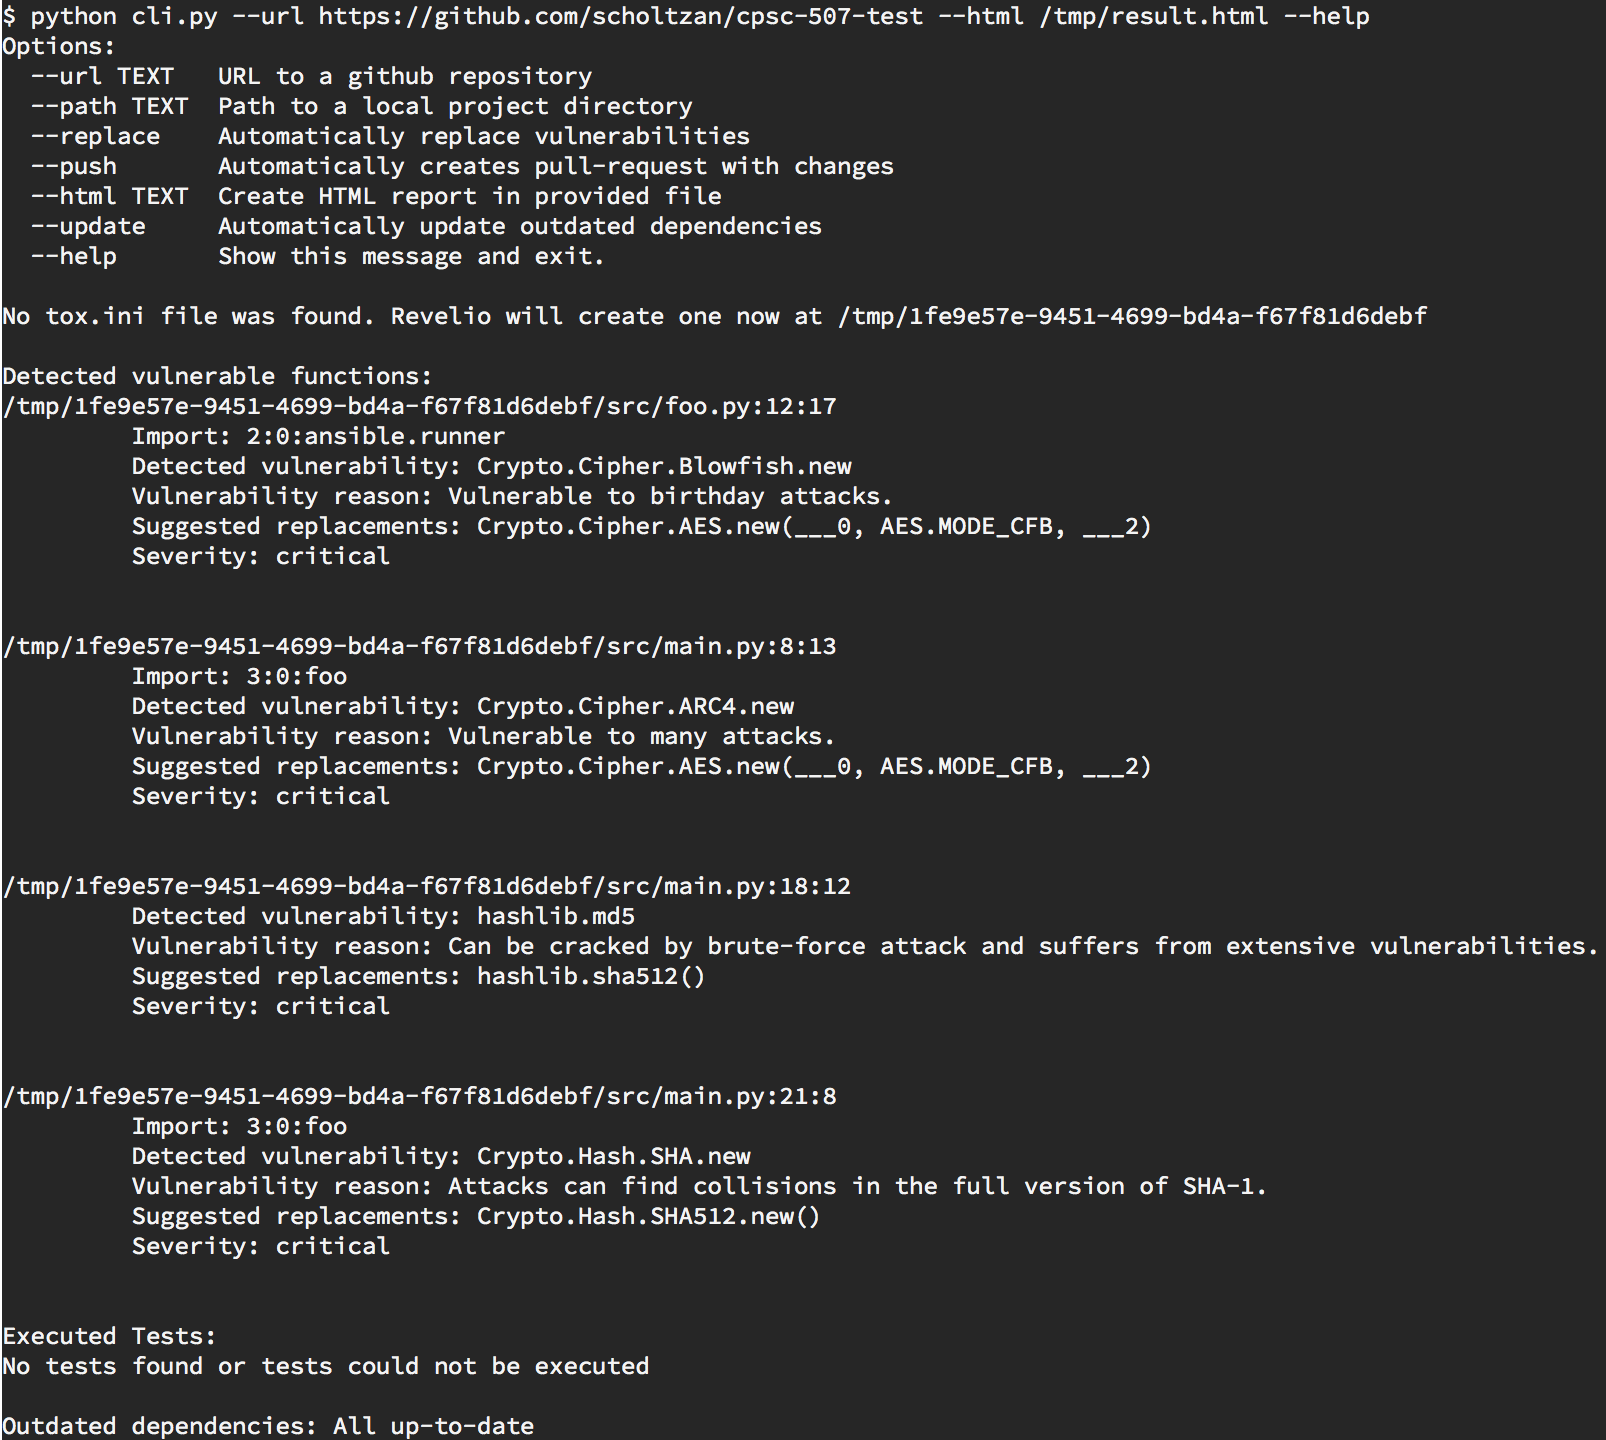 $ python cli.py --url https://github.com/scholtzan/cpsc-507-test --html /tmp/result.html --help
Options:
  --url TEXT   URL to a github repository
  --path TEXT  Path to a local project directory
  --replace    Automatically replace vulnerabilities
  --push       Automatically creates pull-request with changes
  --html TEXT  Create HTML report in provided file
  --update     Automatically update outdated dependencies
  --help       Show this message and exit.

No tox.ini file was found. Revelio will create one now at /tmp/1fe9e57e-9451-4699-bd4a-f67f81d6debf

Detected vulnerable functions:
/tmp/1fe9e57e-9451-4699-bd4a-f67f81d6debf/src/foo.py:12:17
         Import: 2:0:ansible.runner
         Detected vulnerability: Crypto.Cipher.Blowfish.new
         Vulnerability reason: Vulnerable to birthday attacks.
         Suggested replacements: Crypto.Cipher.AES.new(___0, AES.MODE_CFB, ___2)
         Severity: critical

/tmp/1fe9e57e-9451-4699-bd4a-f67f81d6debf/src/main.py:8:13
         Import: 3:0:foo
         Detected vulnerability: Crypto.Cipher.ARC4.new
         Vulnerability reason: Vulnerable to many attacks.
         Suggested replacements: Crypto.Cipher.AES.new(___0, AES.MODE_CFB, ___2)
         Severity: critical

/tmp/1fe9e57e-9451-4699-bd4a-f67f81d6debf/src/main.py:18:12
         Detected vulnerability: hashlib.md5
         Vulnerability reason: Can be cracked by brute-force attack and suffers from extensive vulnerabilities.
         Suggested replacements: hashlib.sha512()
         Severity: critical

/tmp/1fe9e57e-9451-4699-bd4a-f67f81d6debf/src/main.py:21:8
         Import: 3:0:foo
         Detected vulnerability: Crypto.Hash.SHA.new
         Vulnerability reason: Attacks can find collisions in the full version of SHA-1.
         Suggested replacements: Crypto.Hash.SHA512.new()
         Severity: critical

Executed Tests:
No tests found or tests could not be executed

Outdated dependencies: All up-to-date